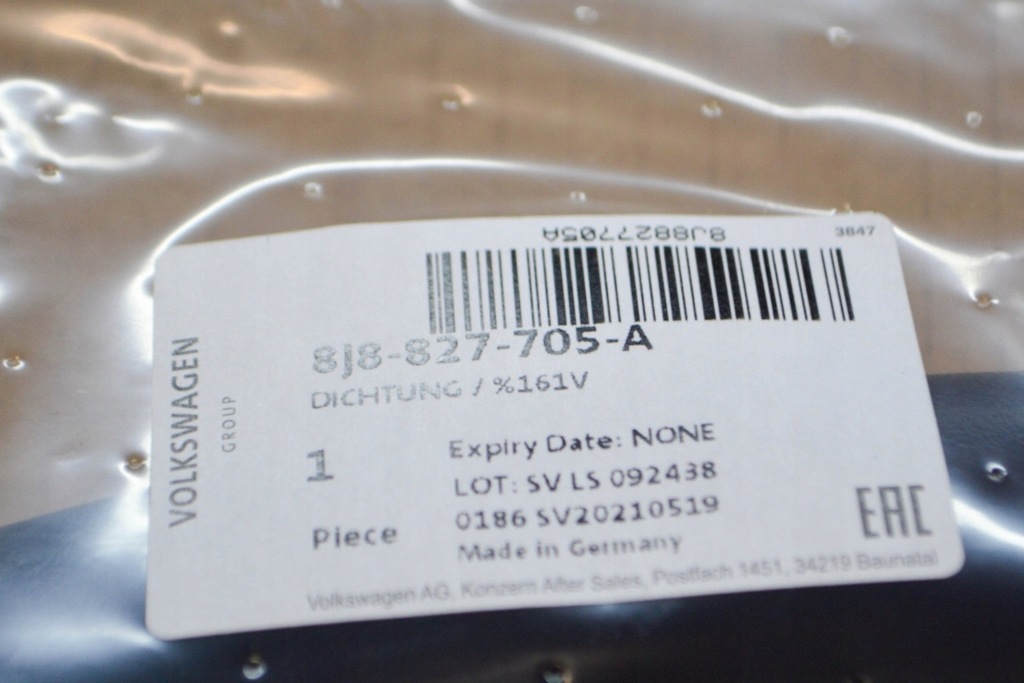 8J8827705A
3847
8J8-827-705-A
DICHTUNG / %161V
VOLKSWAGEN
GROUP
1
Piece
Expiry Date: NONE
LOT: SV LS 092438
0186 SV20210519
Made in Germany
EAC
Volkswagen AG, Konzern After Sales, Postfach 1451, 34219 Baunatal